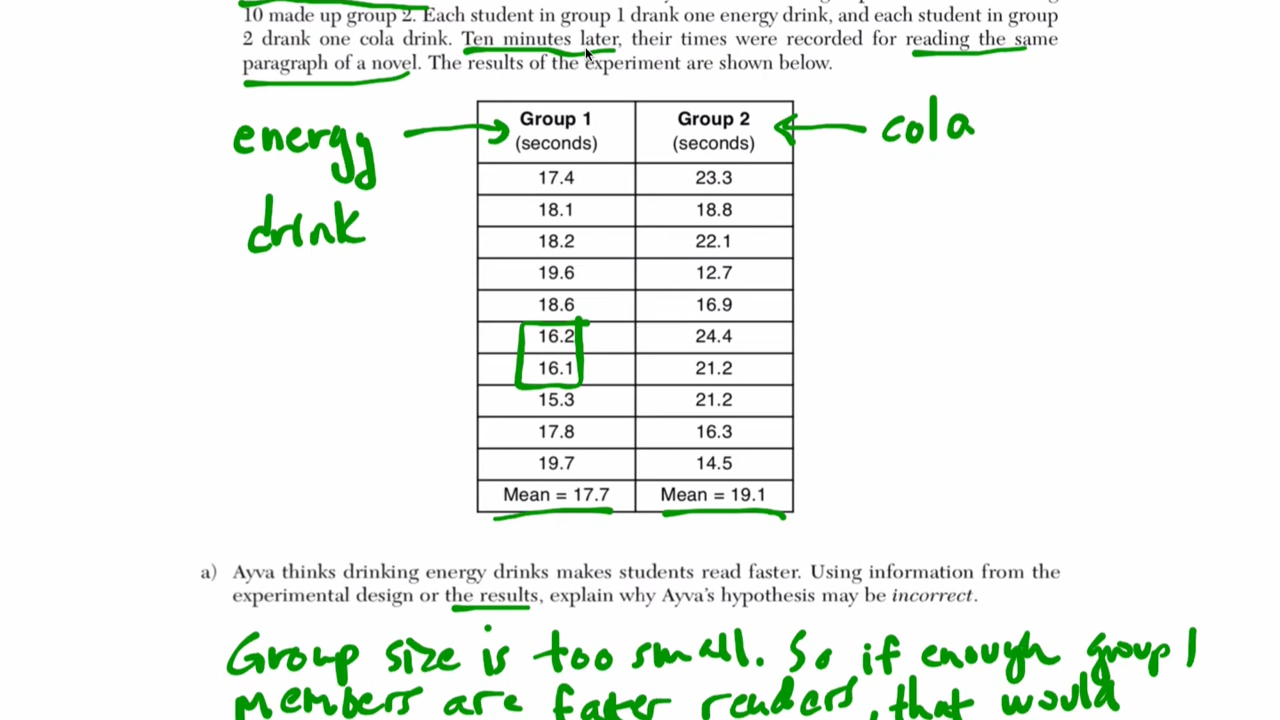 10 made up group 2. Each student in group 1 drank one energy drink, and each student in group
2 drank one cola drink. Ten minutes later, their times were recorded for reading the same
paragraph of a novel. The results of the experiment are shown below.
energy
drink
cola
Group 1 Group 2
(seconds) (seconds)
17.4 23.3
18.1 18.8
18.2 22.1
19.6 12.7
18.6 16.9
16.2 24.4
16.1 21.2
15.3 21.2
17.8 16.3
19.7 14.5
Mean = 17.7 Mean = 19.1
a) Ayva thinks drinking energy drinks makes students read faster. Using information from the
experimental design or the results, explain why Ayva's hypothesis may be incorrect.
Group size is too small. So if enough group 1
members are fater readers, that would